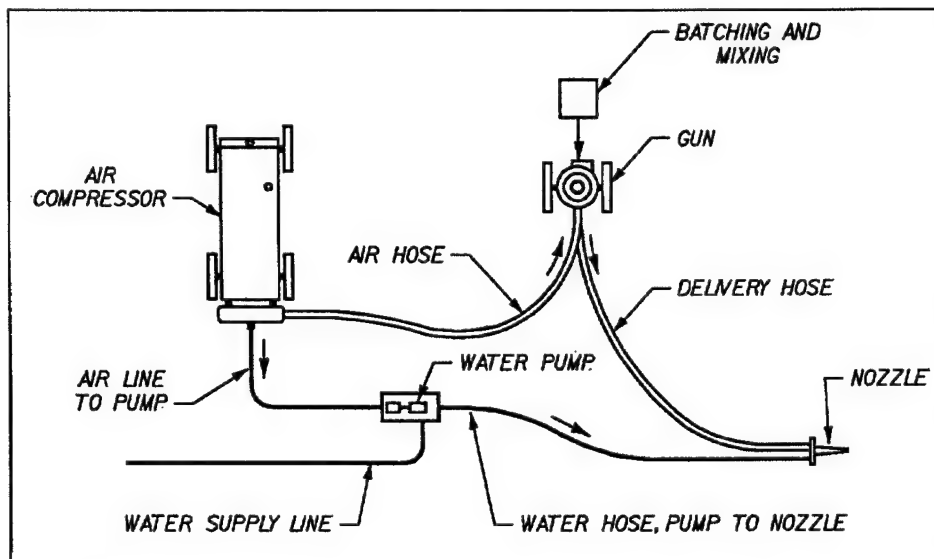 BATCHING AND
MIXING
GUN
AIR
COMPRESSOR
AIR HOSE
DELIVERY HOSE
WATER PUMP
NOZZLE
AIR LINE
TO PUMP
WATER SUPPLY LINE
WATER HOSE, PUMP TO NOZZLE